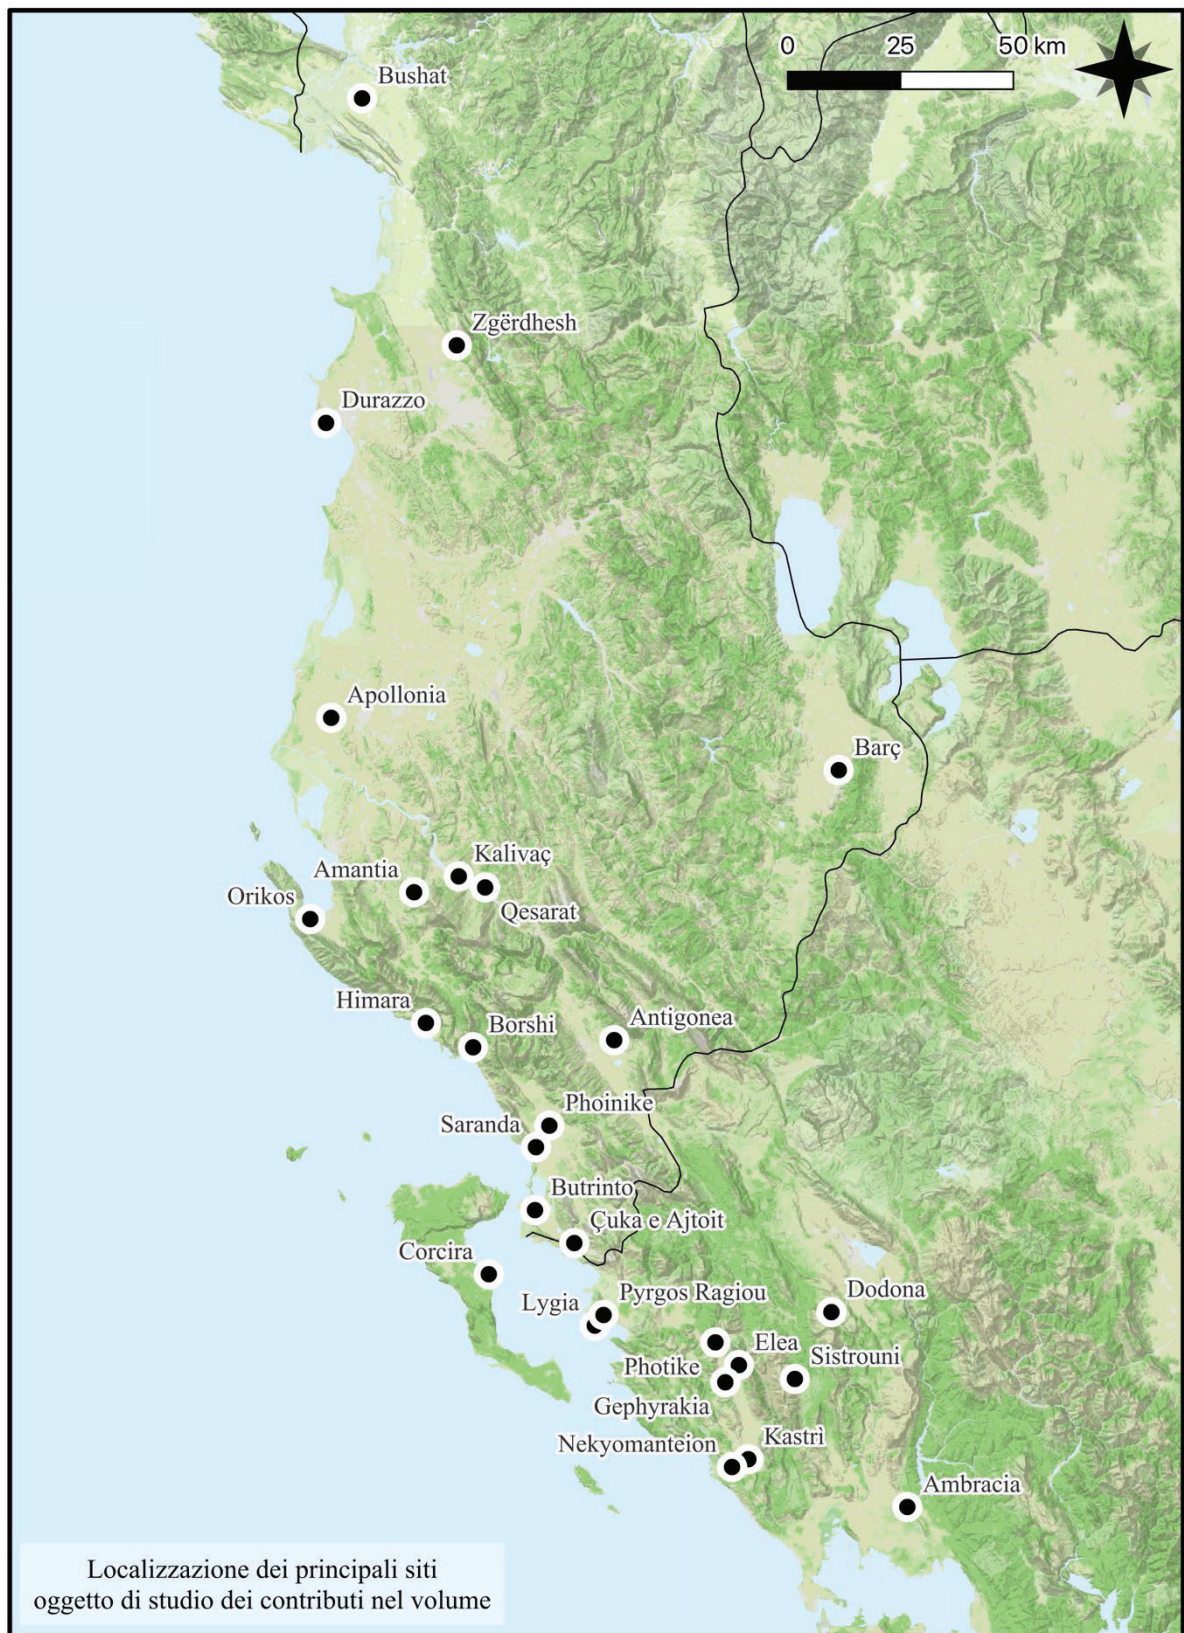 0 25 50 km
Bushat
Zgërdhesh
Durazzo
Apollonia
Barç
Kalivaç
Amantia
Qesarat
Orikos
Himara
Borshi
Antigonea
Phoinike
Saranda
Butrinto
Çuka e Ajtoit
Corcira
Pyrgos Ragiou
Lygia
Dodona
Elea
Photike
Sistrouni
Gephyrakia
Kastrì
Nekyomanteion
Ambracia
Localizzazione dei principali siti
oggetto di studio dei contributi nel volume